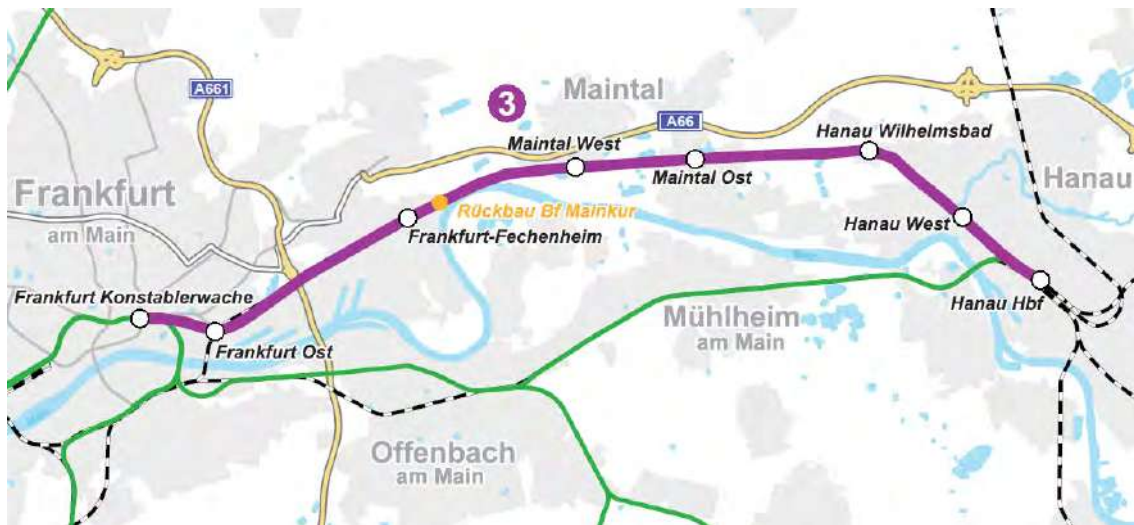 A661
3
Maintal
A66
Hanau Wilhelmsbad
Maintal West
Maintal Ost
Frankfurt
am Main
Hanau
Rückbau Bf Mainkur
Hanau West
Frankfurt-Fechenheim
Frankfurt Konstablerwache
Hanau Hbf
Mühlheim
am Main
Frankfurt Ost
Offenbach
am Main